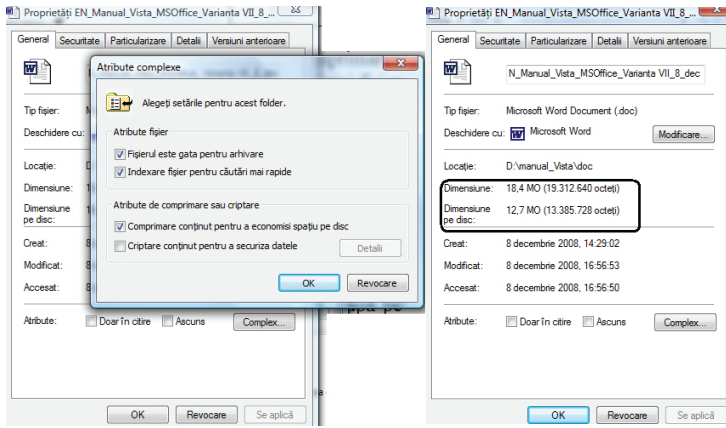 Proprietăți EN_Manual_Vista_MSOffice_Varianta VII_8_...
General Securitate Particularizare Detalii Versiuni anterioare
Tip fișier:
Deschidere cu:
Locație:
Dimensiune:
Dimensiune
pe disc:
Creat:
Modificat:
Accesat:
Atribute: Doar în citire Ascuns Complex...
OK Revocare Se aplică
Atribute complexe
Alegeți setările pentru acest folder.
Atribute fișier
Fișierul este gata pentru arhivare
Indexare fișier pentru căutări mai rapide
Atribute de comprimare sau criptare
Comprimare conținut pentru a economisi spațiu pe disc
Criptare conținut pentru a securiza datele Detalii
OK Revocare
Proprietăți EN_Manual_Vista_MSOffice_Varianta VII_8_...
General Securitate Particularizare Detalii Versiuni anterioare
N_Manual_Vista_MSOffice_Varianta VII_8_dec
Tip fișier: Microsoft Word Document (.doc)
Deschidere cu: Microsoft Word Modificare...
Locație: D:\manual_Vista\doc
Dimensiune: 18,4 MO (19.312.640 octeți)
Dimensiune
pe disc: 12,7 MO (13.385.728 octeți)
Creat: 8 decembrie 2008, 14:29:02
Modificat: 8 decembrie 2008, 16:56:53
Accesat: 8 decembrie 2008, 16:56:50
Atribute: Doar în citire Ascuns Complex...
OK Revocare Se aplică